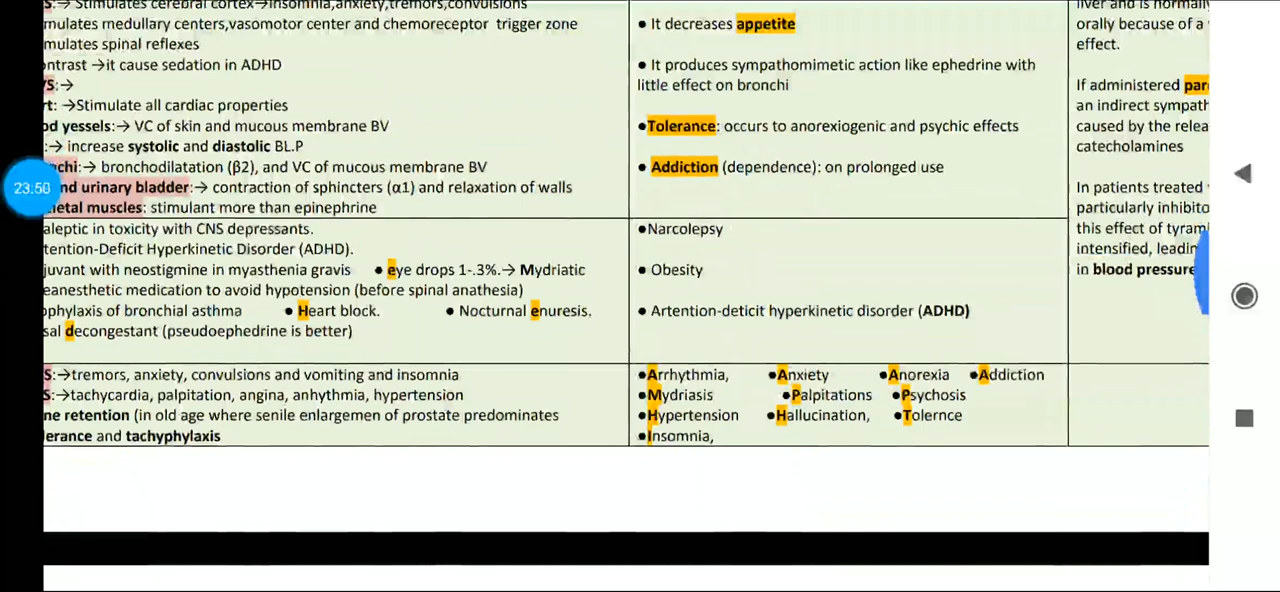 S:→ Stimulates cerebral cortex→insomnia,anxiety,tremors,convulsions
mulates medullary centers,vasomotor center and chemoreceptor trigger zone
mulates spinal reflexes
ontrast →it cause sedation in ADHD
/S:→
rt: →Stimulate all cardiac properties
od vessels:→ VC of skin and mucous membrane BV
:→ increase systolic and diastolic BL.P
nchi:→ bronchodilatation (β2), and VC of mucous membrane BV
nd urinary bladder:→ contraction of sphincters (α1) and relaxation of walls
letal muscles: stimulant more than epinephrine
23:50
● It decreases appetite
● It produces sympathomimetic action like ephedrine with
little effect on bronchi
●Tolerance: occurs to anorexiogenic and psychic effects
● Addiction (dependence): on prolonged use
liver and is normally
orally because of a
effect.
If administered par
an indirect sympath
caused by the relea
catecholamines
In patients treated
particularly inhibito
this effect of tyram
intensified, leadin
in blood pressure
aleptic in toxicity with CNS depressants.
tention-Deficit Hyperkinetic Disorder (ADHD).
juvant with neostigmine in myasthenia gravis ● eye drops 1-.3%.→ Mydriatic
eanesthetic medication to avoid hypotension (before spinal anathesia)
ophylaxis of bronchial asthma ● Heart block. ● Nocturnal enuresis.
sal decongestant (pseudoephedrine is better)
●Narcolepsy
● Obesity
● Artention-deficit hyperkinetic disorder (ADHD)
S:→tremors, anxiety, convulsions and vomiting and insomnia
S:→tachycardia, palpitation, angina, anhythmia, hypertension
ne retention (in old age where senile enlargemen of prostate predominates
lerance and tachyphylaxis
●Arrhythmia, ●Anxiety ●Anorexia ●Addiction
●Mydriasis ●Palpitations ●Psychosis
●Hypertension ●Hallucination, ●Tolernce
●Insomnia,